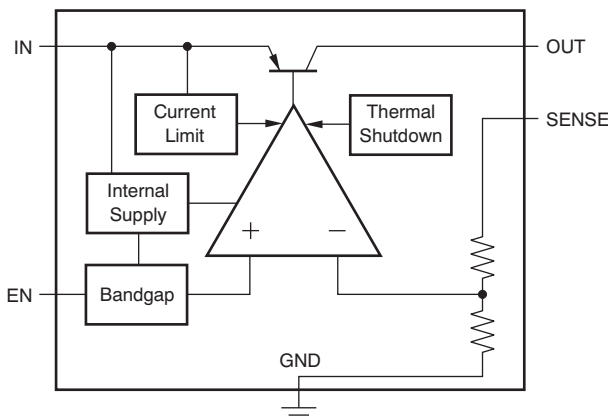 IN
OUT
Current
Limit
Thermal
Shutdown
SENSE
Internal
Supply
+
−
EN
Bandgap
GND